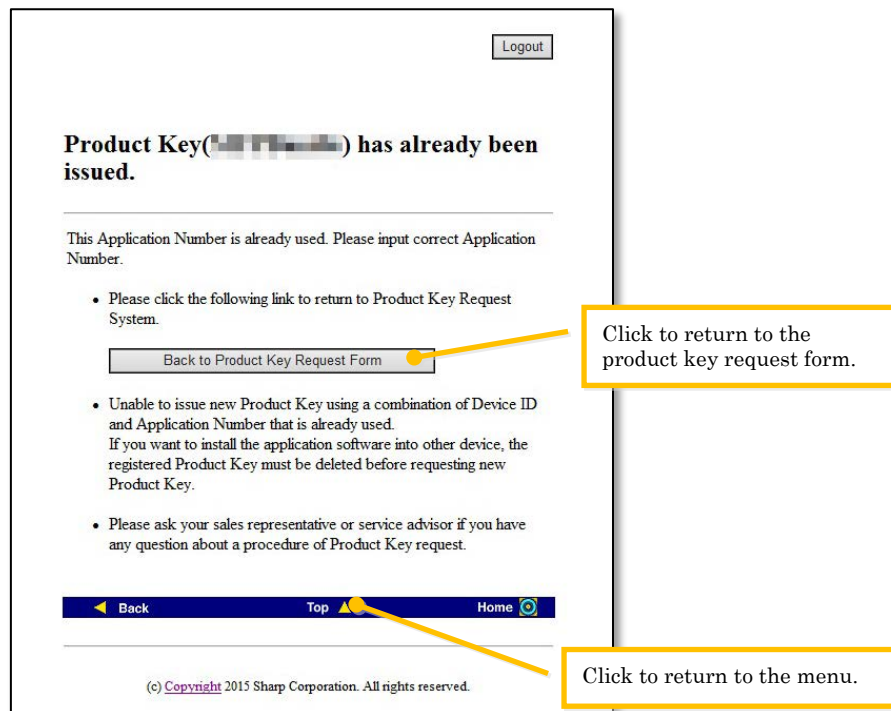 Logout
Product Key( ) has already been
issued.
This Application Number is already used. Please input correct Application
Number.
• Please click the following link to return to Product Key Request
System.
Back to Product Key Request Form
Click to return to the
product key request form.
• Unable to issue new Product Key using a combination of Device ID
and Application Number that is already used.
If you want to install the application software into other device, the
registered Product Key must be deleted before requesting new
Product Key.
• Please ask your sales representative or service advisor if you have
any question about a procedure of Product Key request.
Back Top Home
Click to return to the menu.
(c) Copyright 2015 Sharp Corporation. All rights reserved.